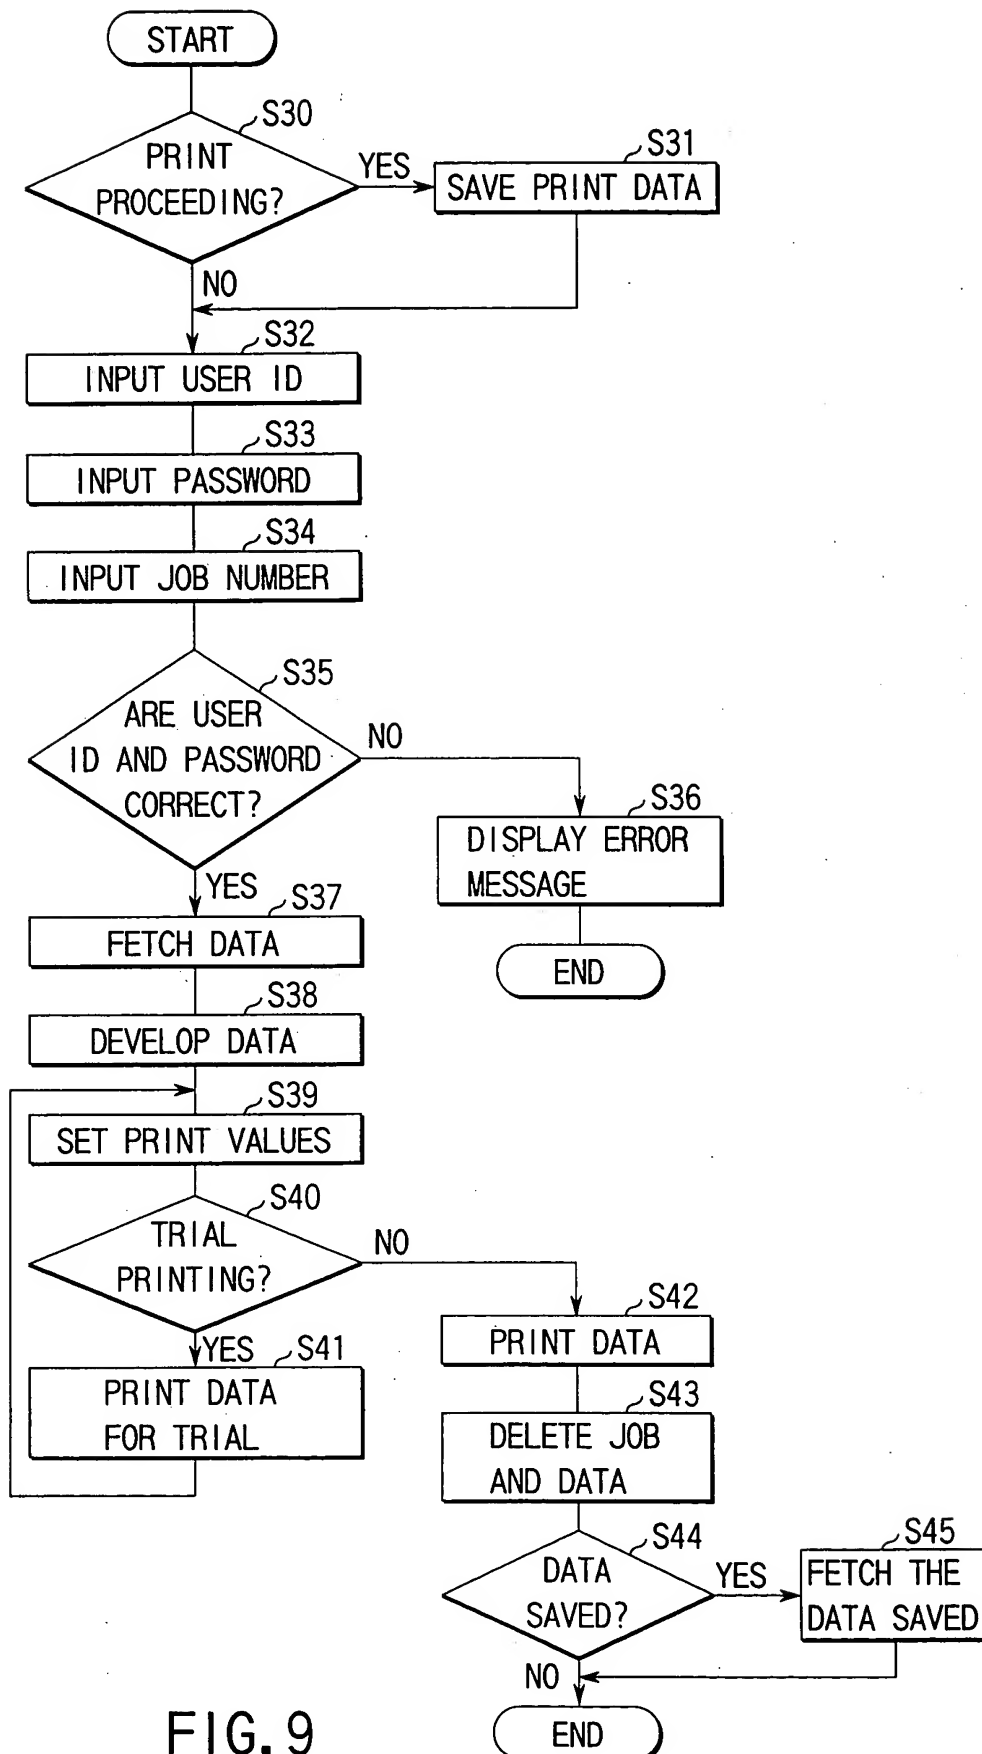 START
S30
PRINT
PROCEEDING?
YES
S31
SAVE PRINT DATA
NO
S32
INPUT USER ID
S33
INPUT PASSWORD
S34
INPUT JOB NUMBER
S35
ARE USER
ID AND PASSWORD
CORRECT?
NO
S36
DISPLAY ERROR
MESSAGE
END
YES
S37
FETCH DATA
S38
DEVELOP DATA
S39
SET PRINT VALUES
S40
TRIAL
PRINTING?
NO
YES
S41
PRINT DATA
FOR TRIAL
S42
PRINT DATA
S43
DELETE JOB
AND DATA
S44
DATA
SAVED?
YES
S45
FETCH THE
DATA SAVED
NO
END
FIG. 9